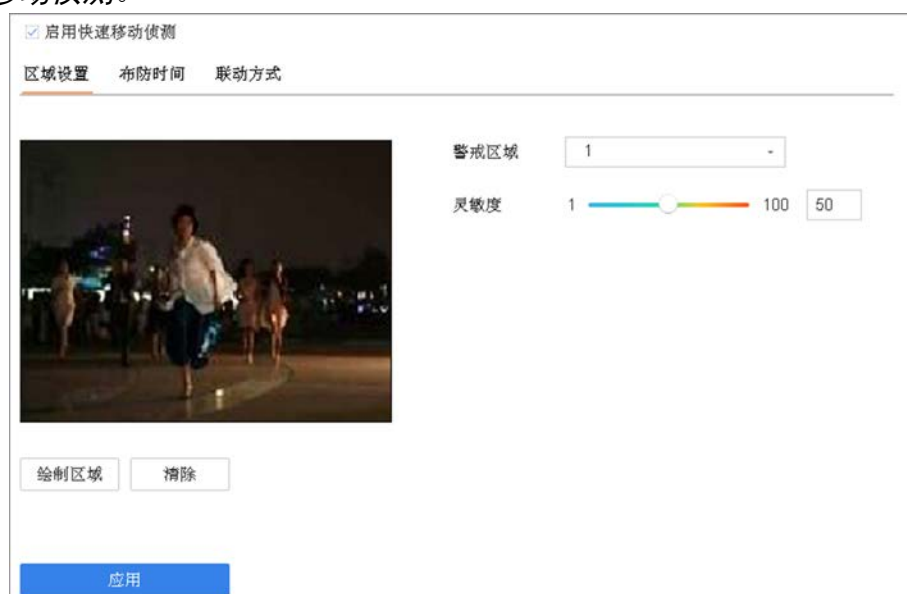 启用快速移动侦测
区域设置 布防时间 联动方式
警戒区域 1
灵敏度 1 100 50
绘制区域 清除
应用